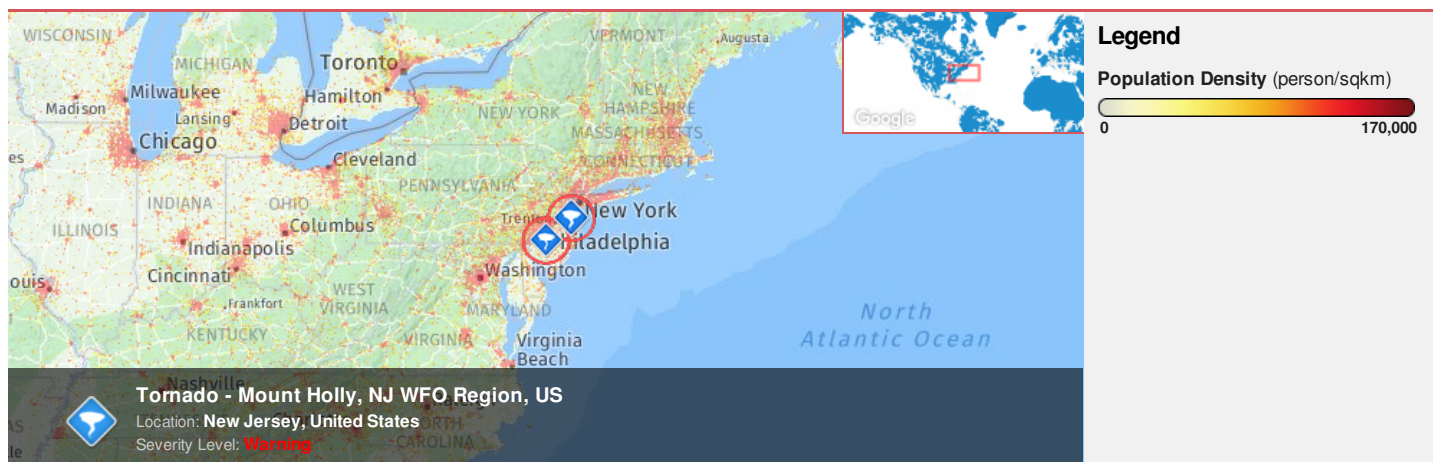 WISCONSIN
VERMONT
Augusta
MICHIGAN
Toronto
Milwaukee
Hamilton
NEW
HAMPSHIRE
Madison
Lansing
NEW YORK
Detroit
MASSACHUSETTS
Chicago
Cleveland
CONNECTICUT
PENNSYLVANIA
INDIANA
OHIO
New York
Columbus
ILLINOIS
Indianapolis
Philadelphia
Cincinnati
Washington
WEST
VIRGINIA
Frankfort
MARYLAND
KENTUCKY
VIRGINIA
Virginia
Beach
North
Atlantic Ocean
Nashville
Google
Tornado - Mount Holly, NJ WFO Region, US
Location: New Jersey, United States
Severity Level: Warning
NORTH
CAROLINA
Legend
Population Density (person/sqkm)
0 170,000